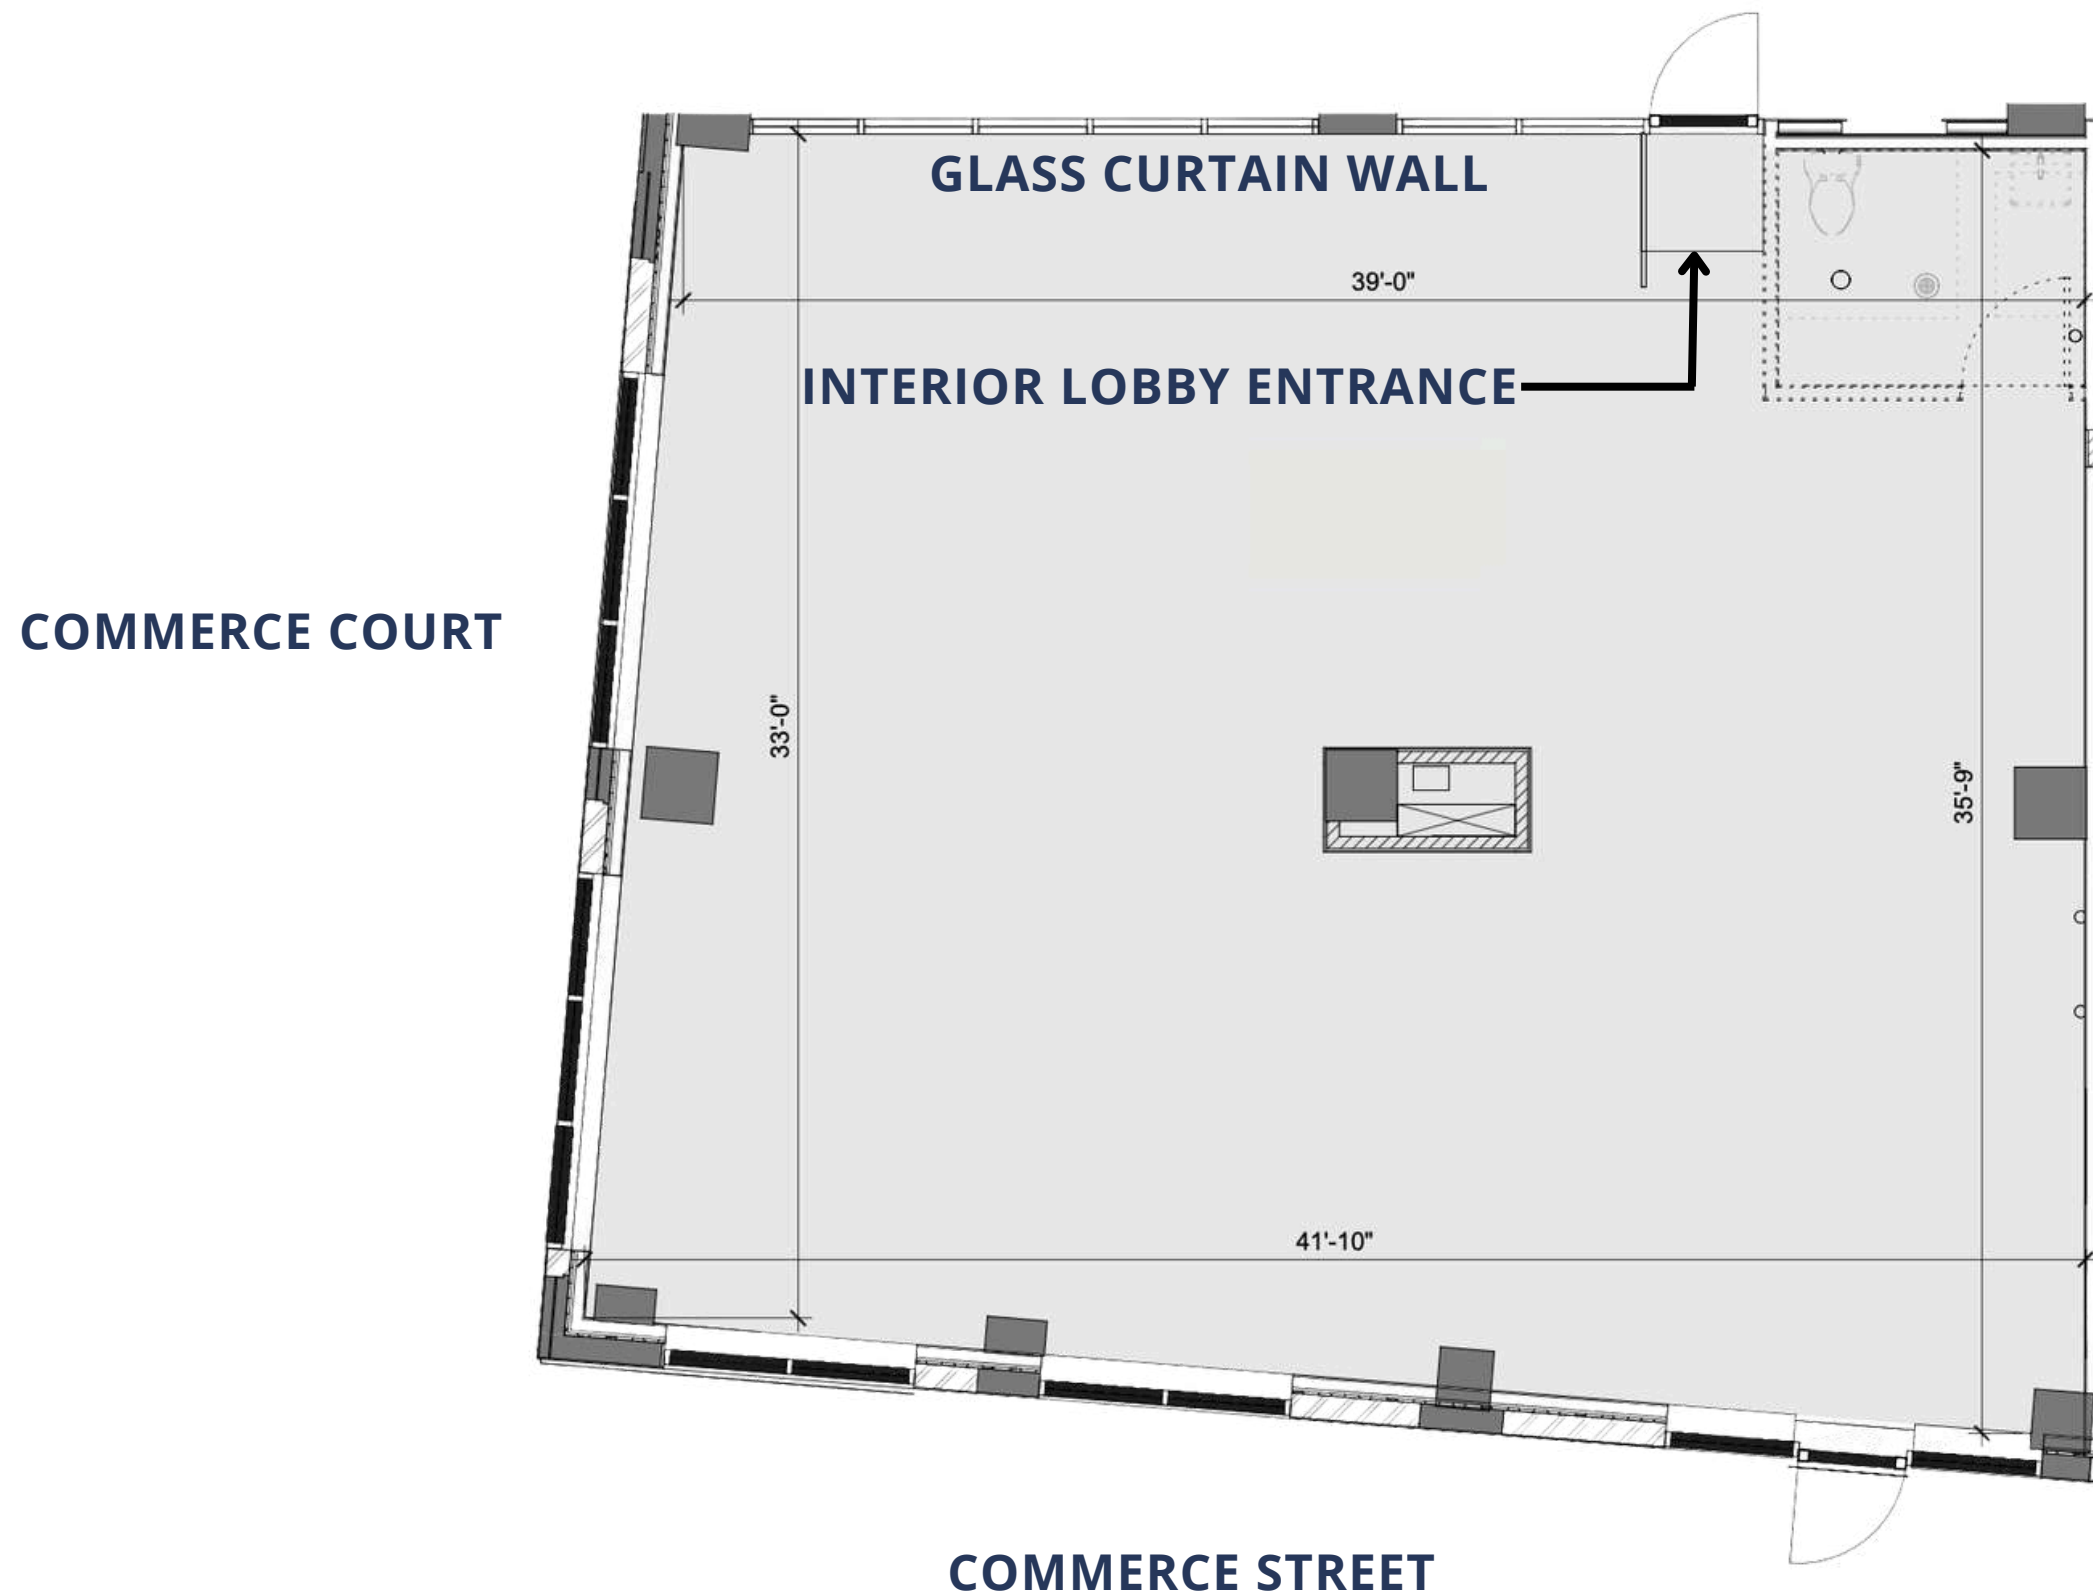 GLASS CURTAIN WALL
39'-0"
INTERIOR LOBBY ENTRANCE
COMMERCE COURT
33'-0"
35'-9"
41'-10"
COMMERCE STREET